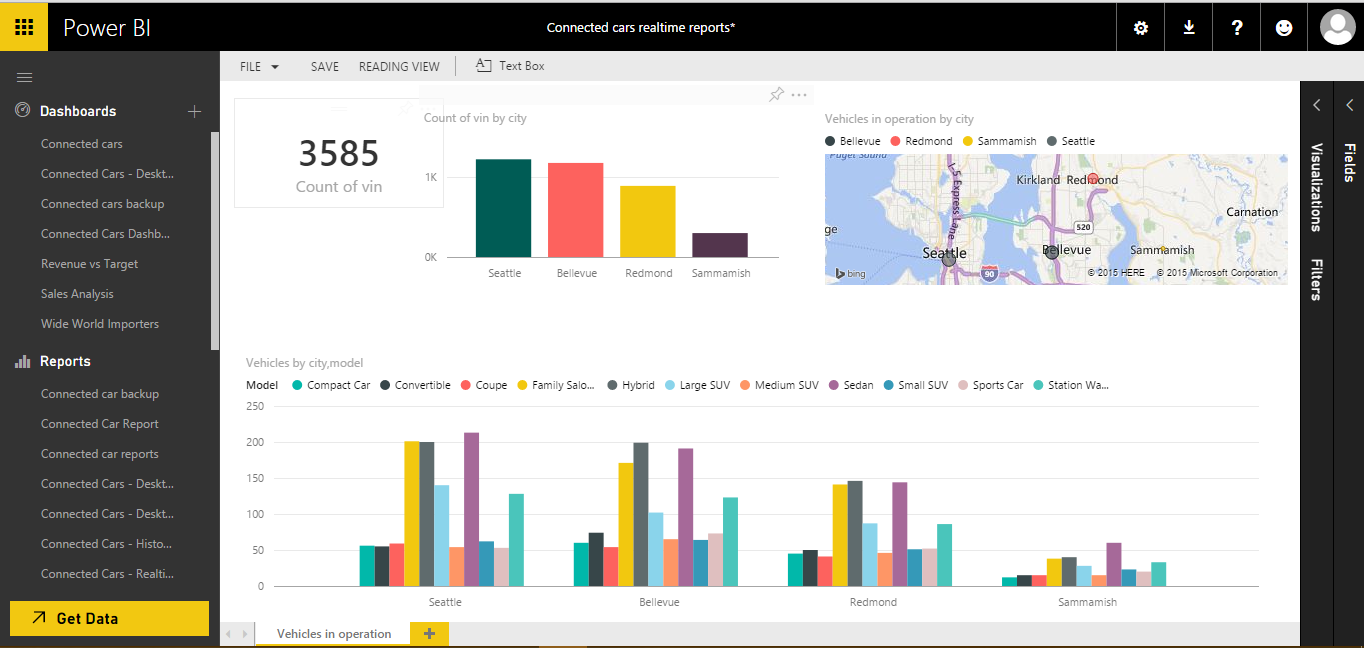 Power BI
Connected cars realtime reports*
?
FILE SAVE READING VIEW Text Box
Dashboards
Connected cars
Connected Cars - Deskt...
Connected cars backup
Connected Cars Dashb...
Revenue vs Target
Sales Analysis
Wide World Importers
Reports
Connected car backup
Connected Car Report
Connected car reports
Connected Cars - Deskt...
Connected Cars - Deskt...
Connected Cars - Histo...
Connected Cars - Realti...
Get Data
3585
Count of vin
Count of vin by city
1K
0K
Seattle Bellevue Redmond Sammamish
Vehicles in operation by city
Bellevue Redmond Sammamish Seattle
Puget Sound
I-5 Express Lane
Kirkland Redmond
Carnation
520
ge
Seattle Bellevue Sammamish
90
bing © 2015 HERE © 2015 Microsoft Corporation
Vehicles by city,model
Model Compact Car Convertible Coupe Family Salo... Hybrid Large SUV Medium SUV Sedan Small SUV Sports Car Station Wa...
250
200
150
100
50
0
Seattle Bellevue Redmond Sammamish
Vehicles in operation
Visualizations
Filters
Fields